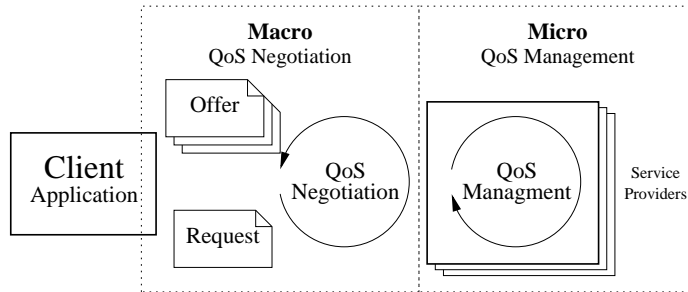 Macro
QoS Negotiation
Micro
QoS Management
Offer
Client
Application
QoS
Negotiation
Request
QoS
Managment
Service
Providers